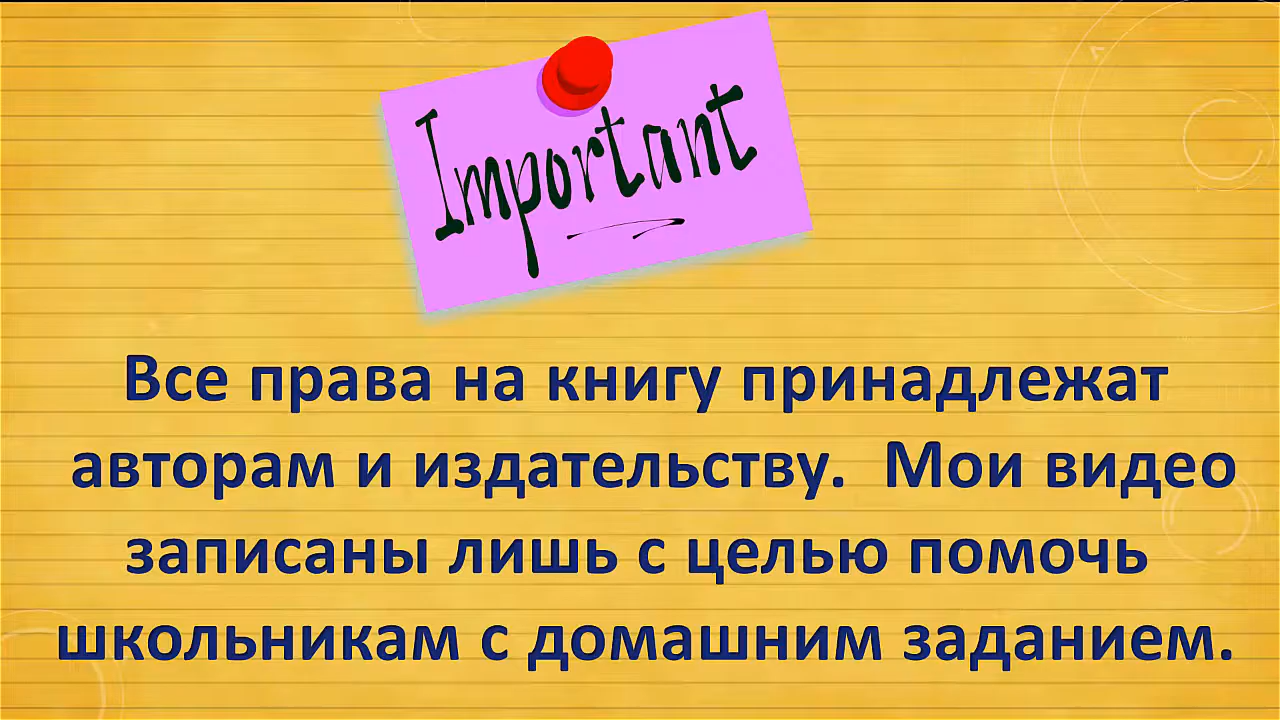 Important
Все права на книгу принадлежат
авторам и издательству. Мои видео
записаны лишь с целью помочь
школьникам с домашним заданием.